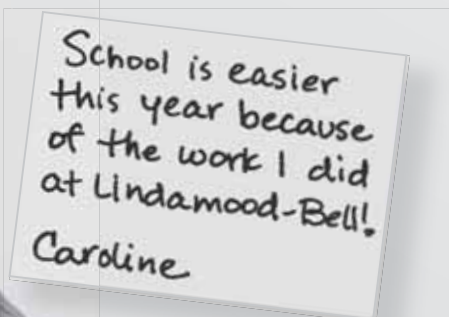 School is easier
this year because
of the work I did
at Lindamood-Bell!
Caroline